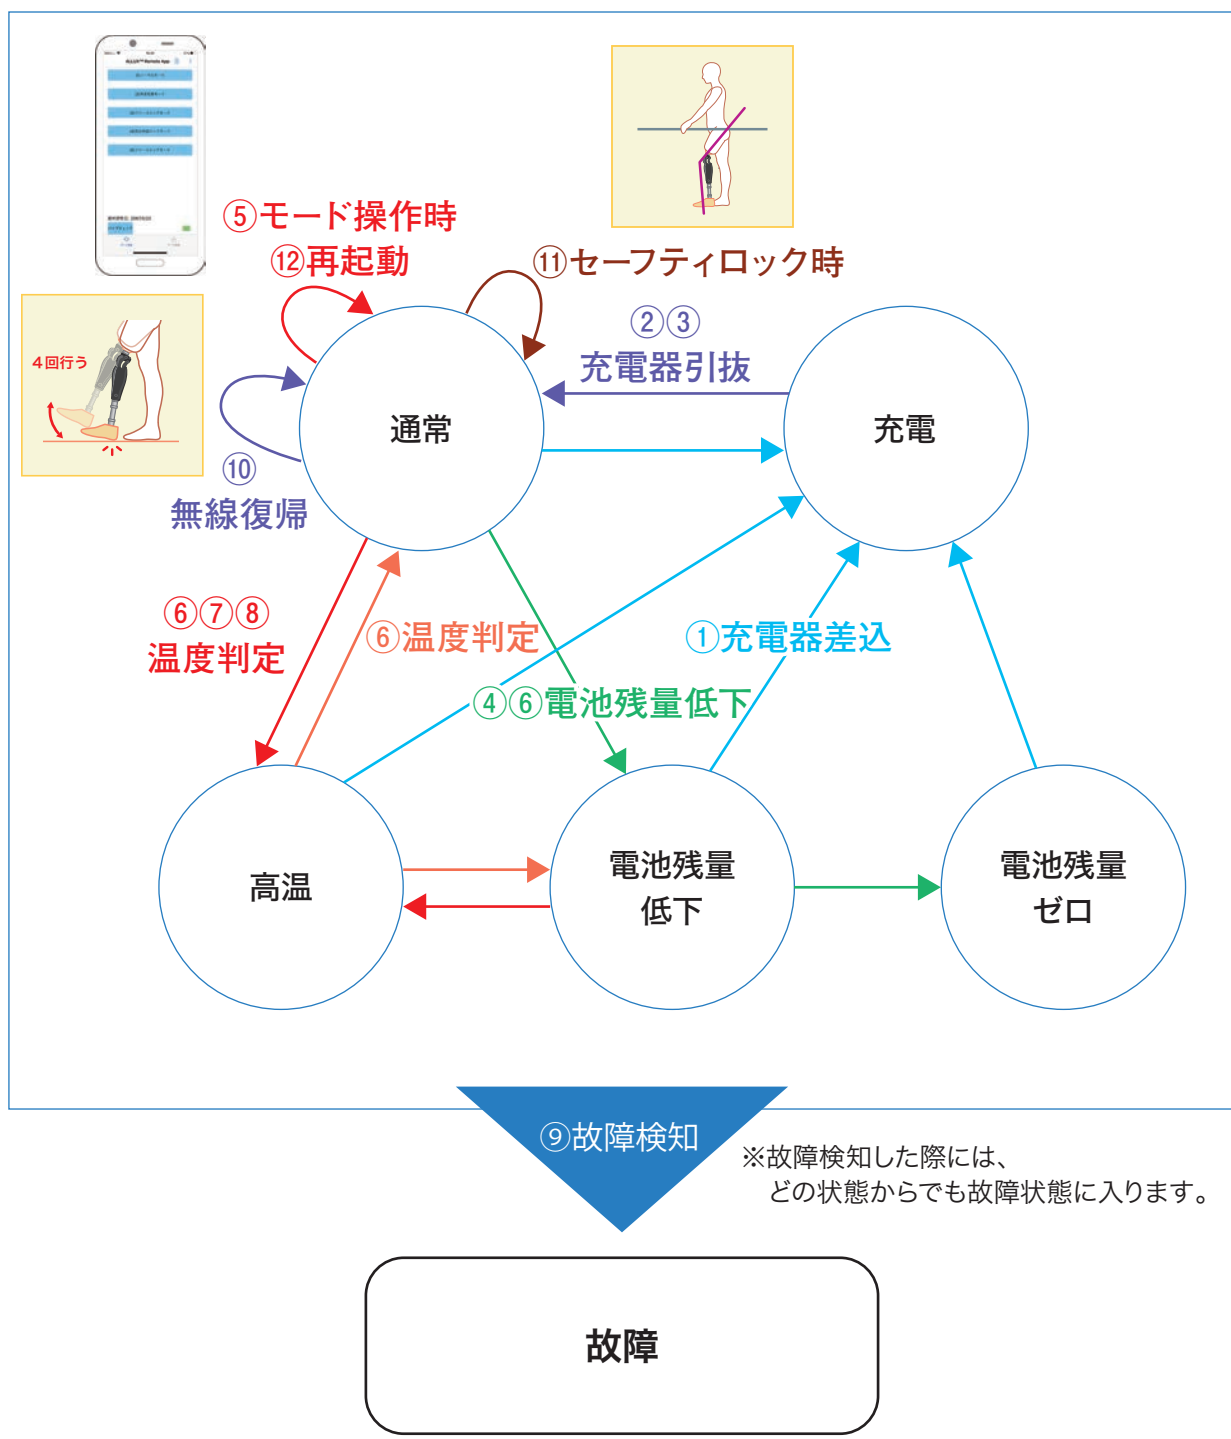 ALLUX™ Remote App
⑤モード操作時
⑫再起動
⑪セーフティロック時
②③
充電器引抜
4回行う
通常
充電
⑩
無線復帰
⑥⑦⑧
温度判定
⑥温度判定
①充電器差込
④⑥電池残量低下
高温
電池残量
低下
電池残量
ゼロ
⑨故障検知
※故障検知した際には、
どの状態からでも故障状態に入ります。
故障